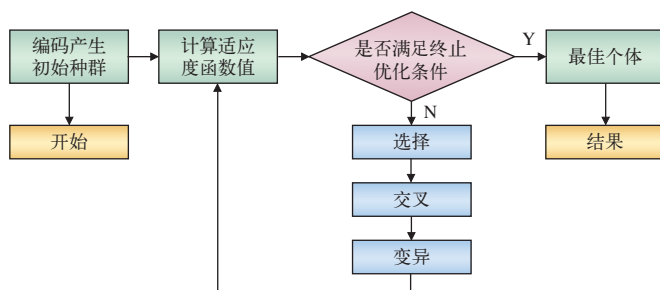 编码产生
初始种群
计算适应
度函数值
是否满足终止
优化条件
Y
最佳个体
开始
N
选择
结果
交叉
变异